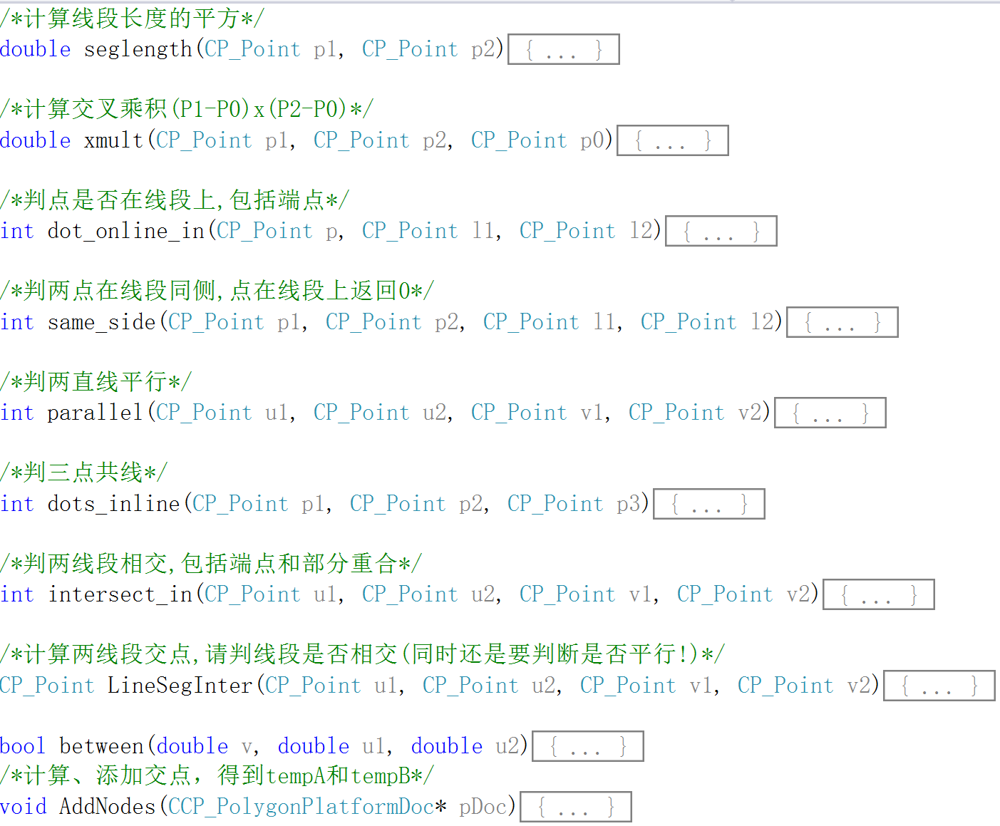 /*计算线段长度的平方*/
double seglength(CP_Point p1, CP_Point p2){ ... }
/*计算交叉乘积(P1-P0)x(P2-P0)*/
double xmult(CP_Point p1, CP_Point p2, CP_Point p0){ ... }
/*判点是否在线段上,包括端点*/
int dot_online_in(CP_Point p, CP_Point l1, CP_Point l2){ ... }
/*判两点在线段同侧,点在线段上返回0*/
int same_side(CP_Point p1, CP_Point p2, CP_Point l1, CP_Point l2){ ... }
/*判两直线平行*/
int parallel(CP_Point u1, CP_Point u2, CP_Point v1, CP_Point v2){ ... }
/*判三点共线*/
int dots_inline(CP_Point p1, CP_Point p2, CP_Point p3){ ... }
/*判两线段相交,包括端点和部分重合*/
int intersect_in(CP_Point u1, CP_Point u2, CP_Point v1, CP_Point v2){ ... }
/*计算两线段交点,请判线段是否相交(同时还是要判断是否平行!)*/
CP_Point LineSegInter(CP_Point u1, CP_Point u2, CP_Point v1, CP_Point v2){ ... }
bool between(double v, double u1, double u2){ ... }
/*计算、添加交点，得到tempA和tempB*/
void AddNodes(CCP_PolygonPlatformDoc* pDoc){ ... }